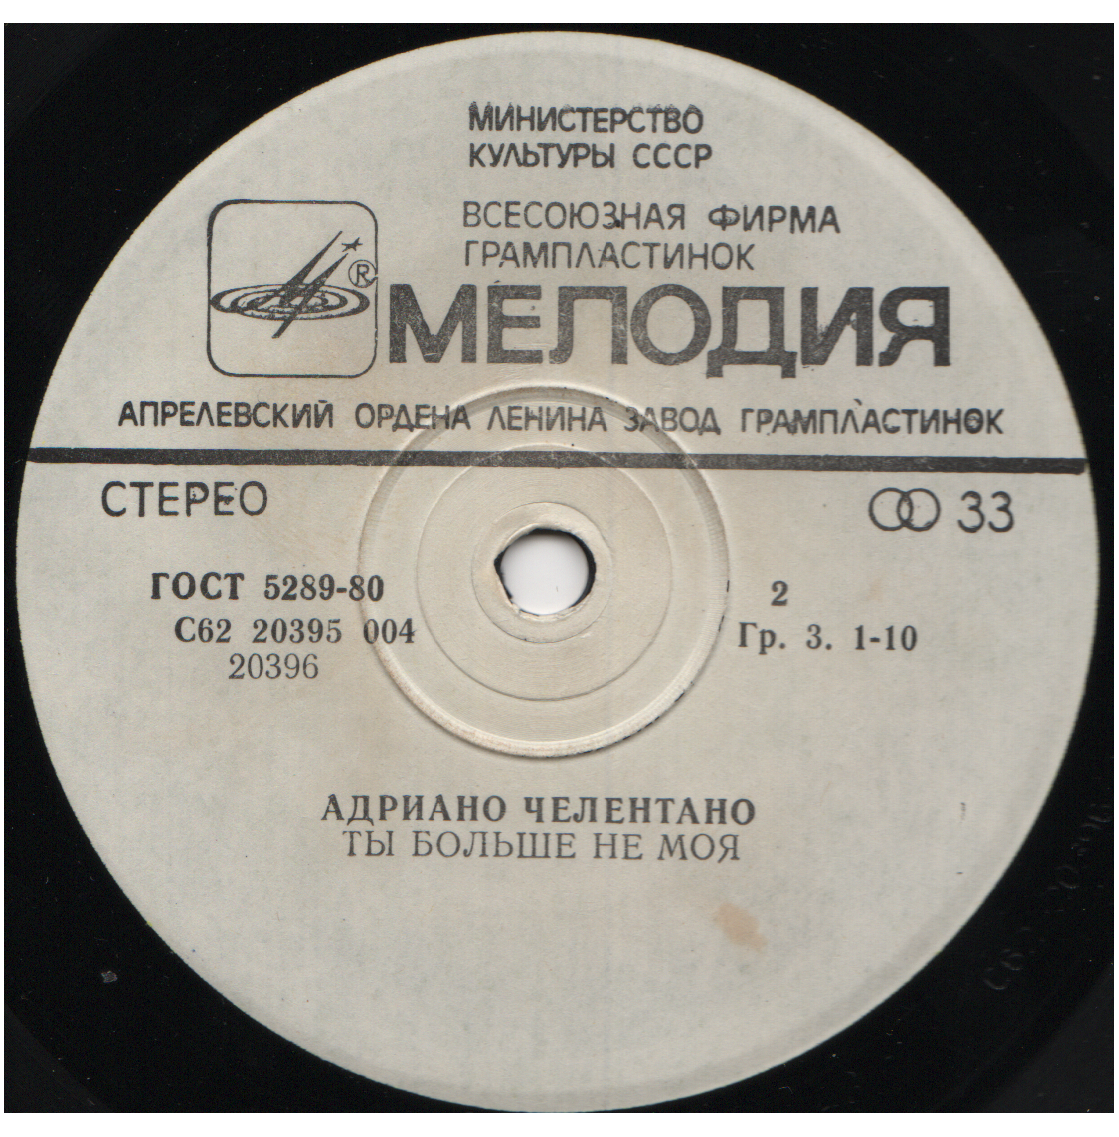 МИНИСТЕРСТВО
КУЛЬТУРЫ СССР
ВСЕСОЮЗНАЯ ФИРМА
ГРАМПЛАСТИНОК
®
МЕЛОДИЯ
АПРЕЛЕВСКИЙ ОРДЕНА ЛЕНИНА ЗАВОД ГРАМПЛАСТИНОК
СТЕРЕО
33
ГОСТ 5289-80
2
С62 20395 004
Гр. 3. 1-10
20396
АДРИАНО ЧЕЛЕНТАНО
ТЫ БОЛЬШЕ НЕ МОЯ